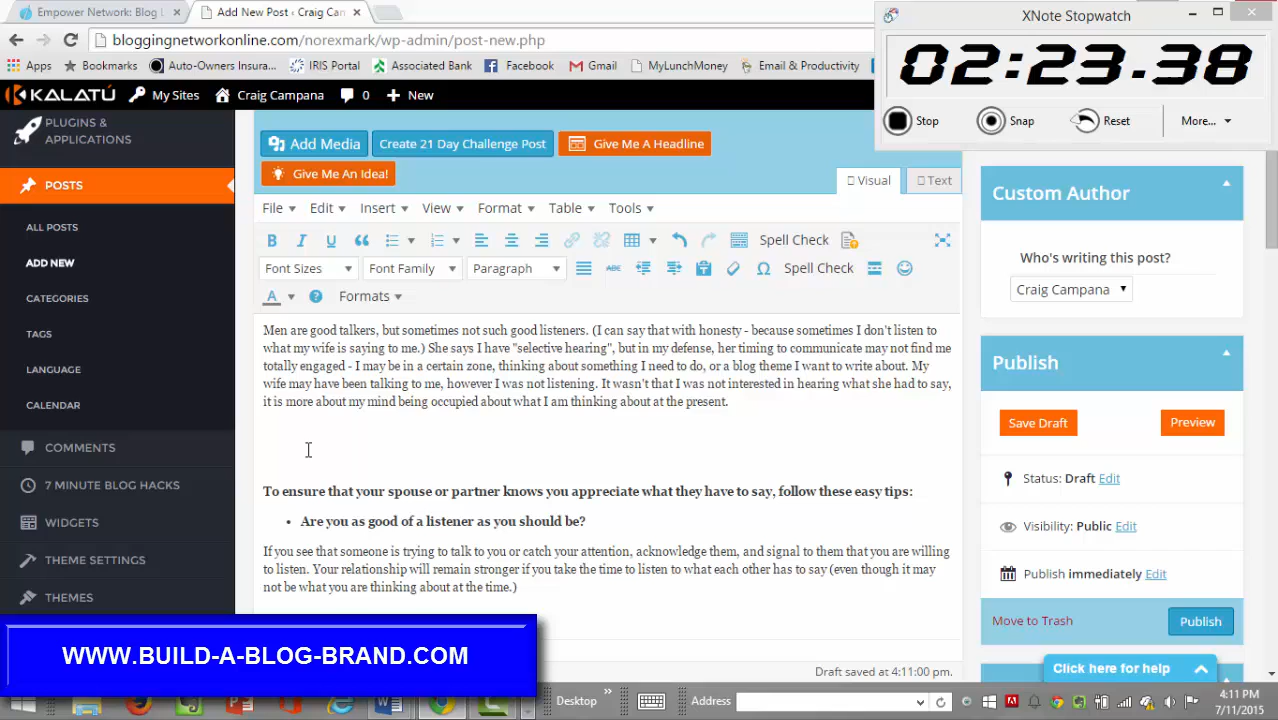 Empower Network: Blog L
Add New Post ‹ Craig Can
XNote Stopwatch
bloggingnetworkonline.com/norexmark/wp-admin/post-new.php
02:23.38
Apps
Bookmarks
Auto-Owners Insura...
IRIS Portal
Associated Bank
Facebook
Gmail
MyLunchMoney
Email & Productivity
KALATU
My Sites
Craig Campana
0
New
Stop
Snap
Reset
More...
PLUGINS &
APPLICATIONS
POSTS
ALL POSTS
ADD NEW
CATEGORIES
TAGS
LANGUAGE
CALENDAR
COMMENTS
7 MINUTE BLOG HACKS
WIDGETS
THEME SETTINGS
THEMES
Add Media
Create 21 Day Challenge Post
Give Me A Headline
Give Me An Idea!
Visual
Text
File
Edit
Insert
View
Format
Table
Tools
B I U
Spell Check
Font Sizes
Font Family
Paragraph
ABC
Spell Check
A
Formats
Men are good talkers, but sometimes not such good listeners. (I can say that with honesty - because sometimes I don't listen to
what my wife is saying to me.) She says I have "selective hearing", but in my defense, her timing to communicate may not find me
totally engaged - I may be in a certain zone, thinking about something I need to do, or a blog theme I want to write about. My
wife may have been talking to me, however I was not listening. It wasn't that I was not interested in hearing what she had to say,
it is more about my mind being occupied about what I am thinking about at the present.
To ensure that your spouse or partner knows you appreciate what they have to say, follow these easy tips:
• Are you as good of a listener as you should be?
If you see that someone is trying to talk to you or catch your attention, acknowledge them, and signal to them that you are willing
to listen. Your relationship will remain stronger if you take the time to listen to what each other has to say (even though it may
not be what you are thinking about at the time.)
Draft saved at 4:11:00 pm.
Custom Author
Who's writing this post?
Craig Campana
Publish
Save Draft
Preview
Status: Draft Edit
Visibility: Public Edit
Publish immediately Edit
Move to Trash
Publish
Click here for help
WWW.BUILD-A-BLOG-BRAND.COM
Desktop
Address
4:11 PM
7/11/2015